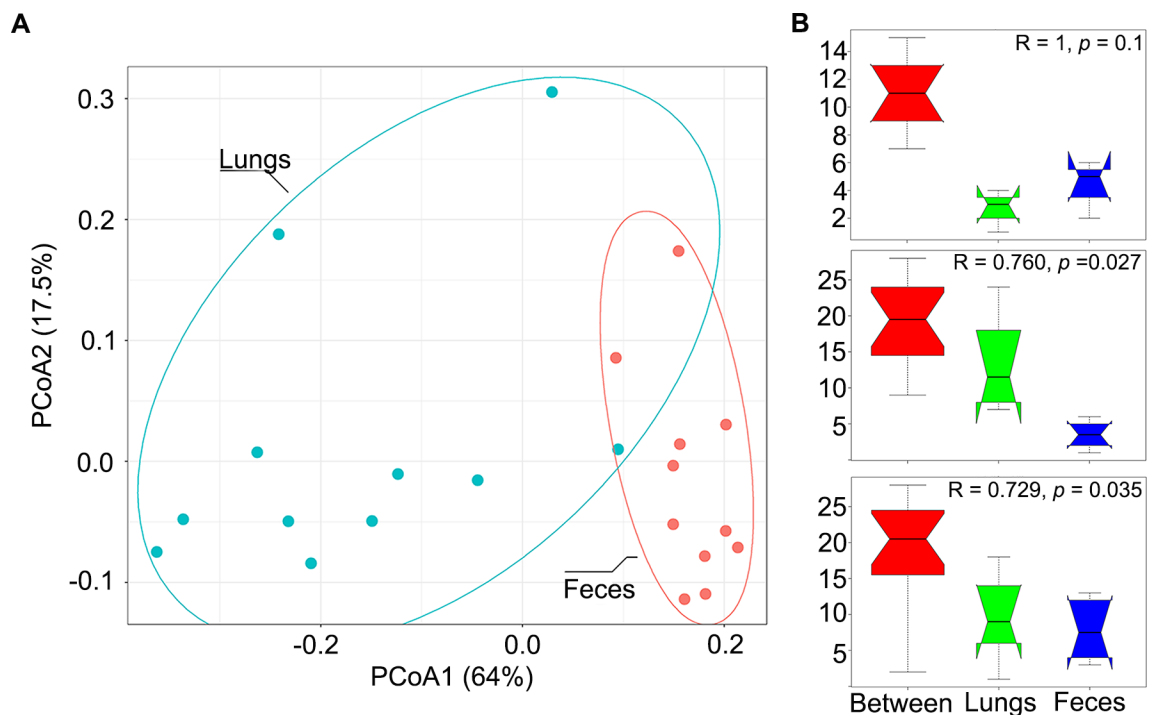 A
Lungs
Feces
PCoA2 (17.5%)
0.3
0.2
0.1
0.0
-0.1
-0.2
0.0
0.2
PCoA1 (64%)
B
R = 1, p = 0.1
14
12
10
8
6
4
2
R = 0.760, p =0.027
25
20
15
10
5
R = 0.729, p = 0.035
25
20
15
10
5
Between Lungs Feces